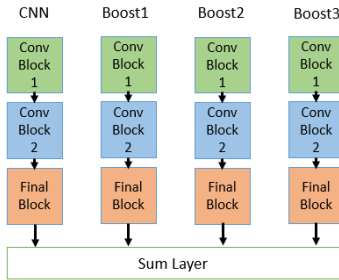 CNN Boost1 Boost2 Boost3
Conv Conv Conv Conv
Block Block Block Block
1 1 1 1
Conv Conv Conv Conv
Block Block Block Block
2 2 2 2
Final Final Final Final
Block Block Block Block
Sum Layer